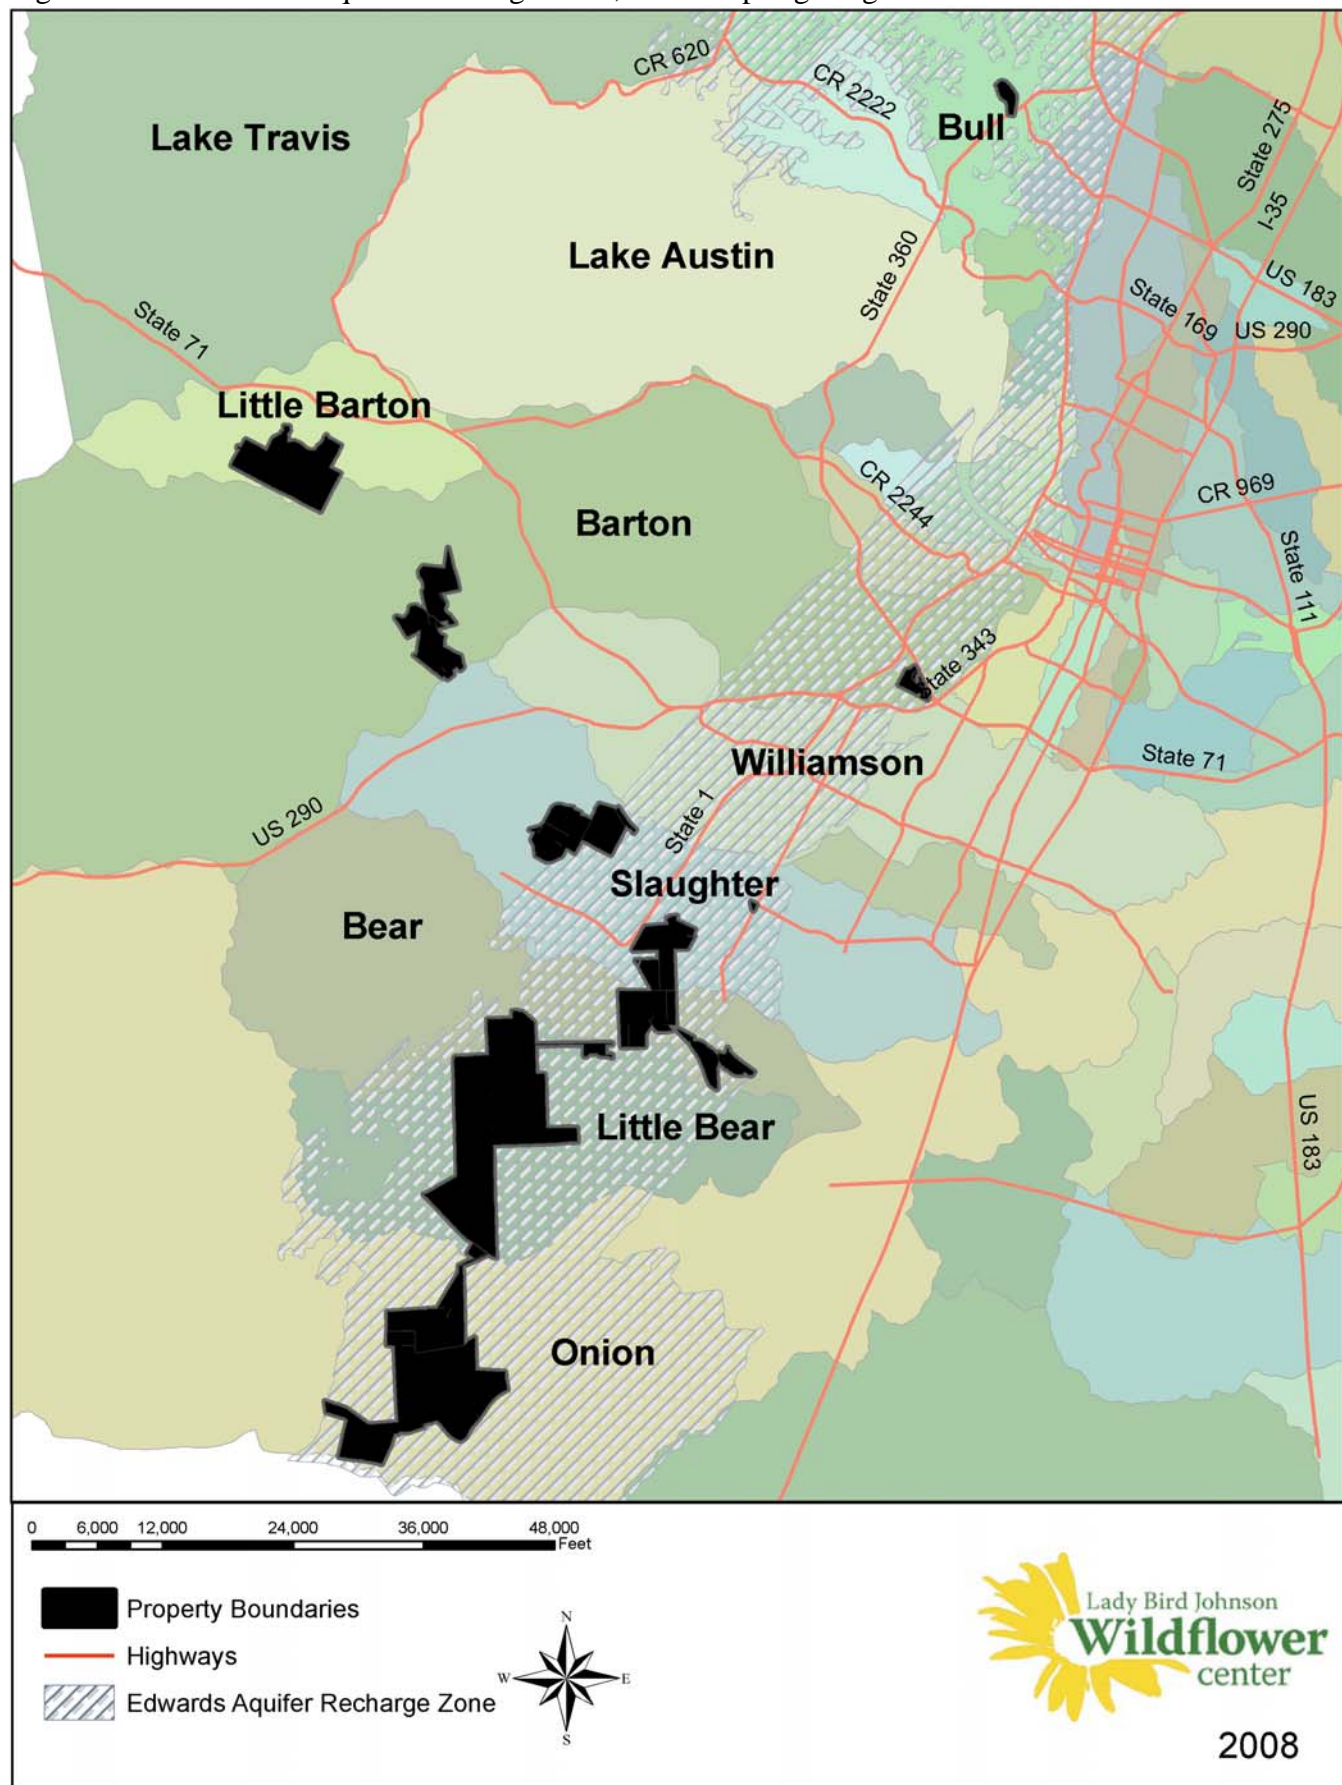 CR 620
CR 2222
Lake Travis
Bull
State 275
I-35
Lake Austin
State 360
US 183
State 71
State 169
US 290
Little Barton
CR 2244
CR 969
Barton
State 111
State 343
Williamson
State 71
US 290
State 1
Slaughter
Bear
Little Bear
US 183
Onion
0 6,000 12,000 24,000 36,000 48,000
Feet
Property Boundaries
Highways
Edwards Aquifer Recharge Zone
N
W E
S
Lady Bird Johnson
Wildflower
center
2008